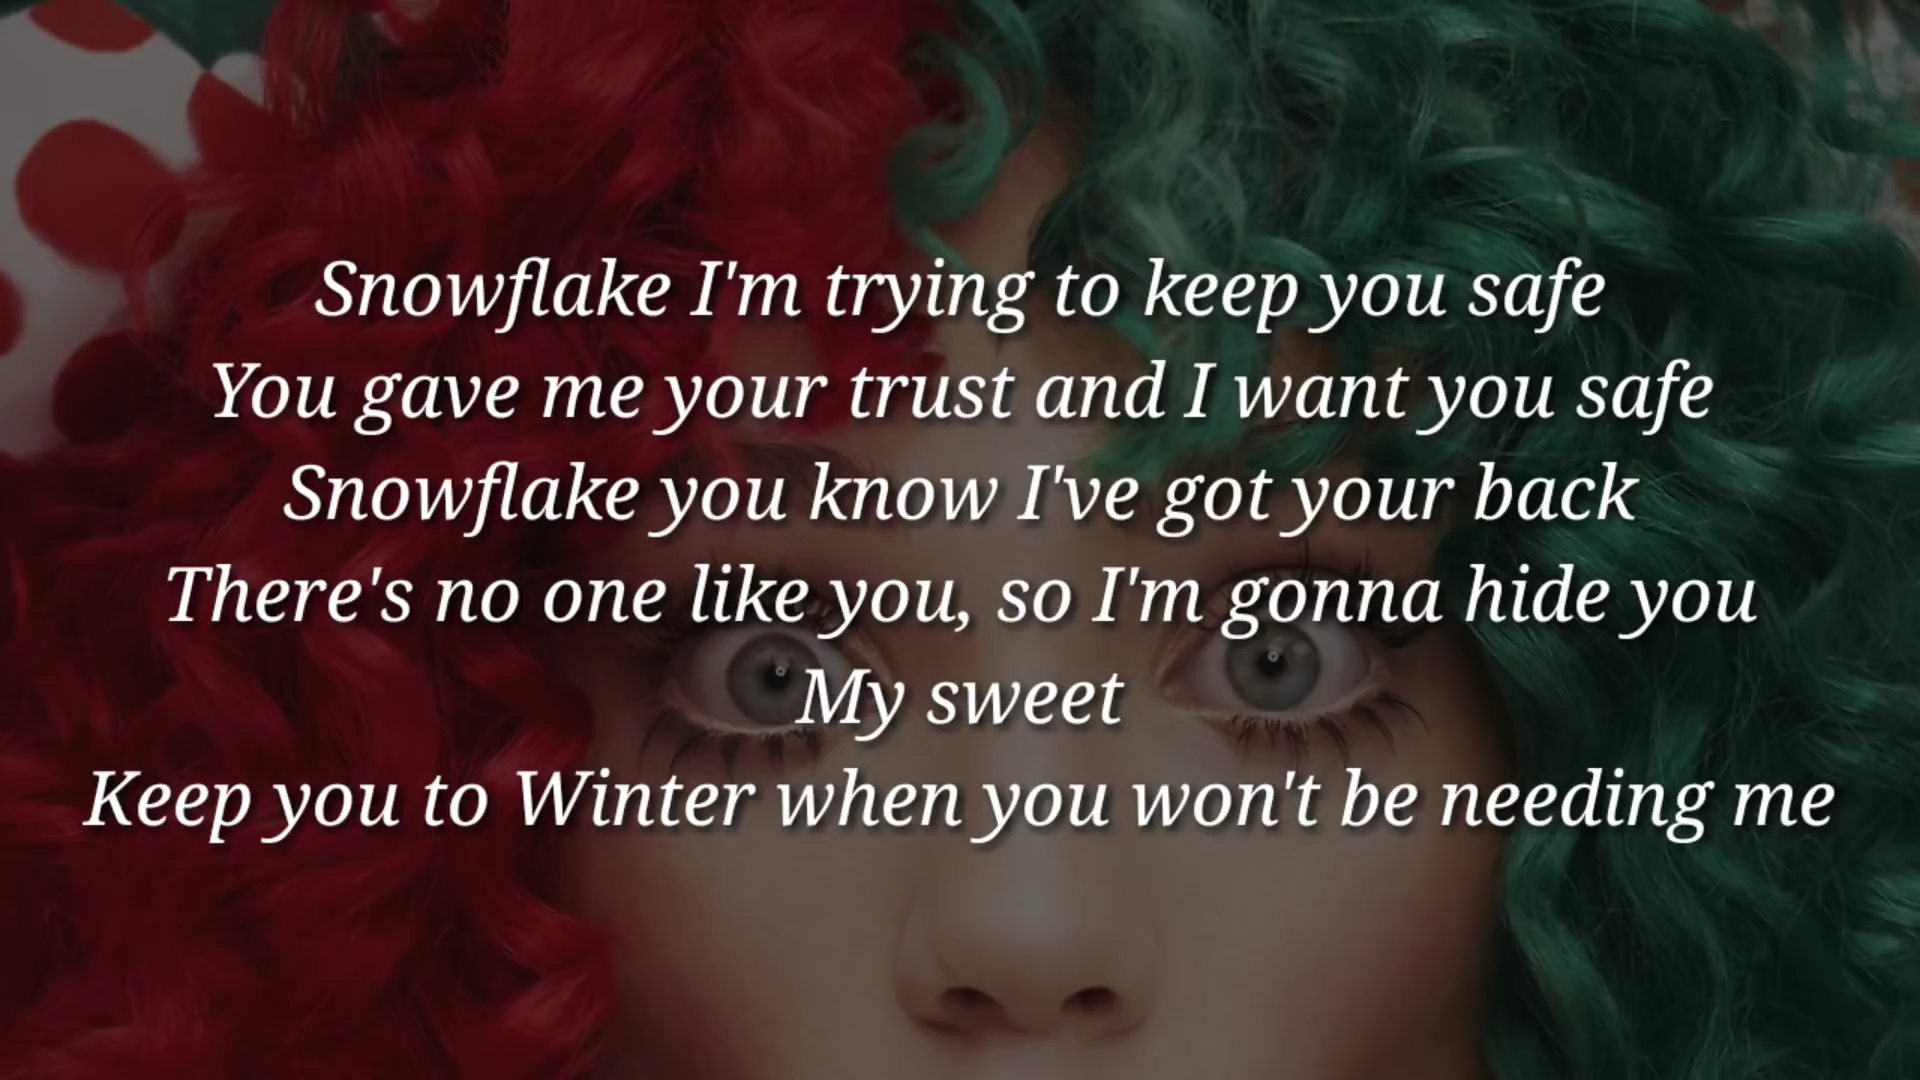 Snowflake I'm trying to keep you safe
You gave me your trust and I want you safe
Snowflake you know I've got your back
There's no one like you, so I'm gonna hide you
My sweet
Keep you to Winter when you won't be needing me